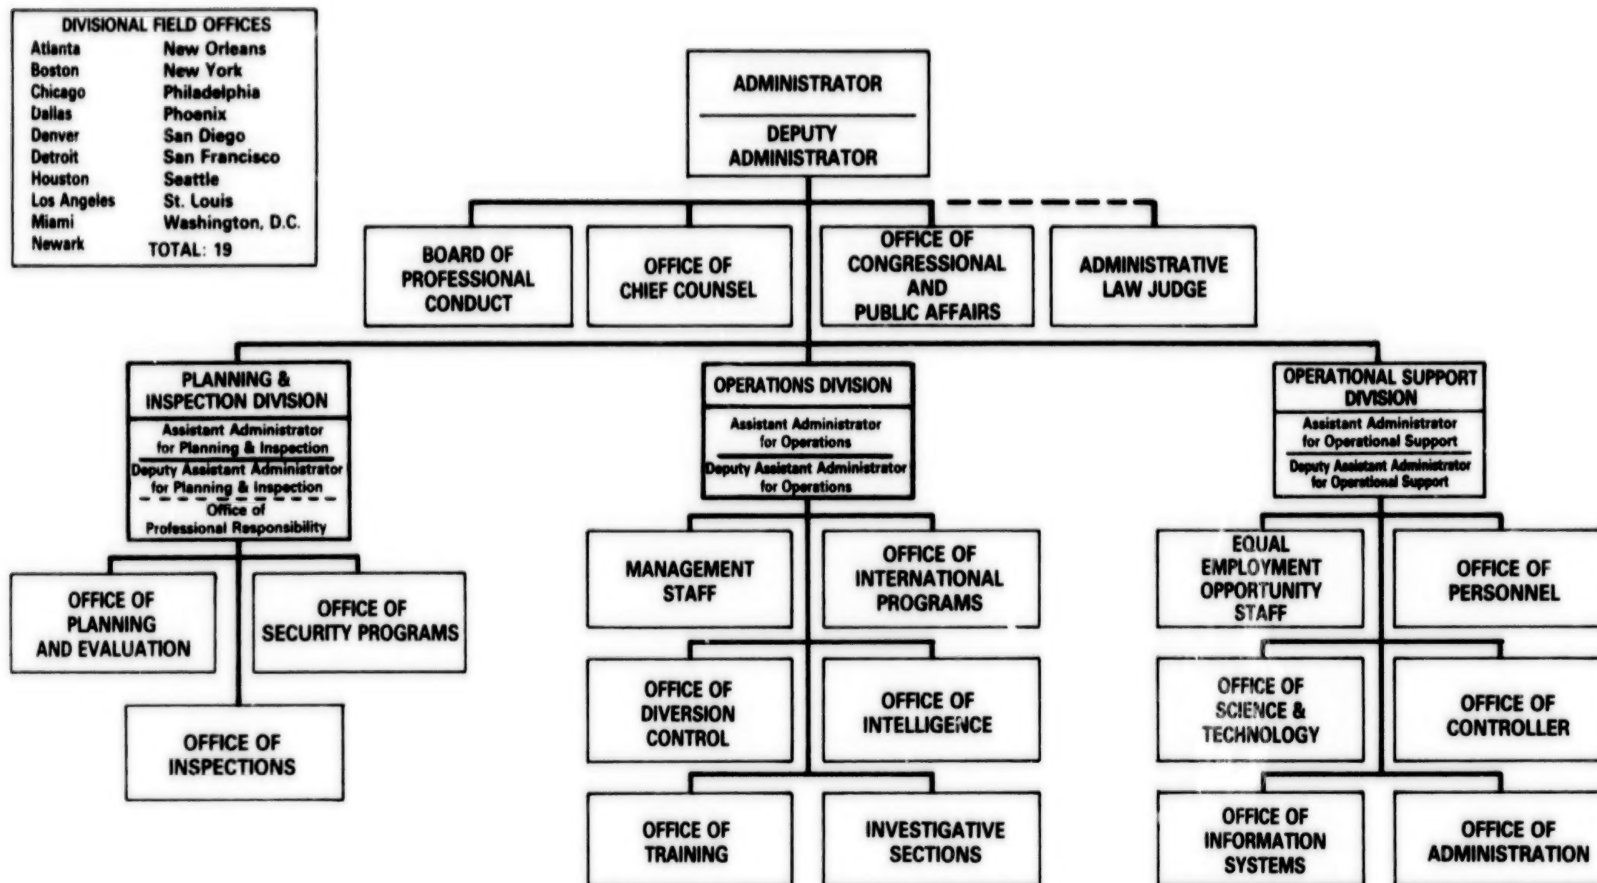 DIVISIONAL FIELD OFFICES
Atlanta New Orleans
Boston New York
Chicago Philadelphia
Dallas Phoenix
Denver San Diego
Detroit San Francisco
Houston Seattle
Los Angeles St. Louis
Miami Washington, D.C.
Newark TOTAL: 19
ADMINISTRATOR
DEPUTY
ADMINISTRATOR
BOARD OF
PROFESSIONAL
CONDUCT
OFFICE OF
CHIEF COUNSEL
OFFICE OF
CONGRESSIONAL
AND
PUBLIC AFFAIRS
ADMINISTRATIVE
LAW JUDGE
PLANNING &
INSPECTION DIVISION
Assistant Administrator
for Planning & Inspection
Deputy Assistant Administrator
for Planning & Inspection
Office of
Professional Responsibility
OFFICE OF
PLANNING
AND EVALUATION
OFFICE OF
SECURITY PROGRAMS
OFFICE OF
INSPECTIONS
OPERATIONS DIVISION
Assistant Administrator
for Operations
Deputy Assistant Administrator
for Operations
MANAGEMENT
STAFF
OFFICE OF
INTERNATIONAL
PROGRAMS
OFFICE OF
DIVERSION
CONTROL
OFFICE OF
INTELLIGENCE
OFFICE OF
TRAINING
INVESTIGATIVE
SECTIONS
OPERATIONAL SUPPORT
DIVISION
Assistant Administrator
for Operational Support
Deputy Assistant Administrator
for Operational Support
EQUAL
EMPLOYMENT
OPPORTUNITY
STAFF
OFFICE OF
PERSONNEL
OFFICE OF
SCIENCE &
TECHNOLOGY
OFFICE OF
CONTROLLER
OFFICE OF
INFORMATION
SYSTEMS
OFFICE OF
ADMINISTRATION